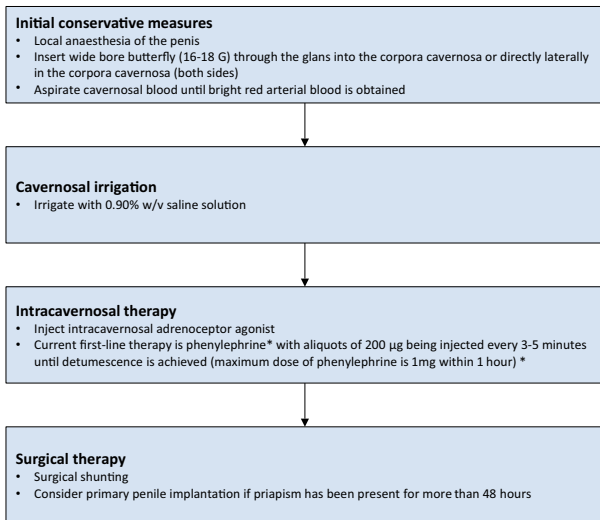 Initial conservative measures
• Local anaesthesia of the penis
• Insert wide bore butterfly (16-18 G) through the glans into the corpora cavernosa or directly laterally
in the corpora cavernosa (both sides)
• Aspirate cavernosal blood until bright red arterial blood is obtained
Cavernosal irrigation
• Irrigate with 0.90% w/v saline solution
Intracavernosal therapy
• Inject intracavernosal adrenoceptor agonist
• Current first-line therapy is phenylephrine* with aliquots of 200 µg being injected every 3-5 minutes
until detumescence is achieved (maximum dose of phenylephrine is 1mg within 1 hour) *
Surgical therapy
• Surgical shunting
• Consider primary penile implantation if priapism has been present for more than 48 hours